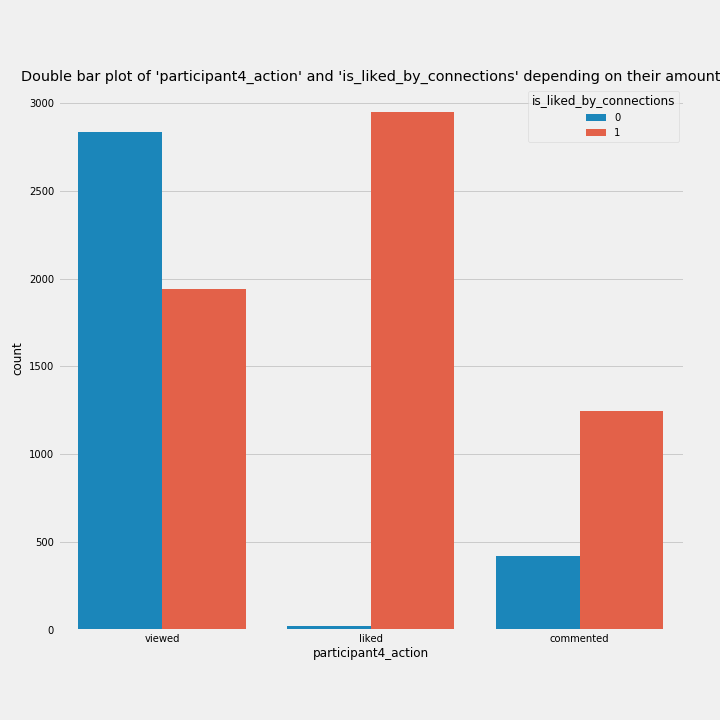 Double bar plot of 'participant4_action' and 'is_liked_by_connections' depending on their amount
is_liked_by_connections
0
1
3000
2500
2000
1500
1000
500
0
count
viewed liked commented
participant4_action